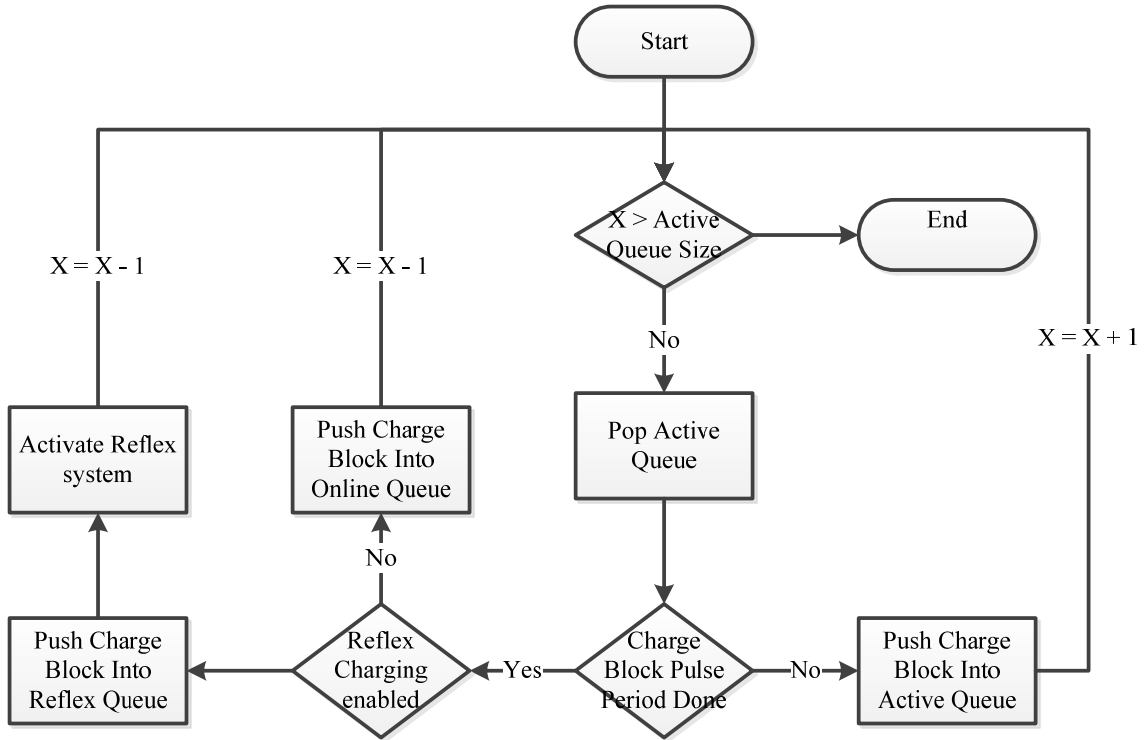 Start
X > Active
Queue Size
End
X = X - 1
X = X - 1
X = X + 1
No
Activate Reflex
system
Push Charge
Block Into
Online Queue
Pop Active
Queue
No
Push Charge
Block Into
Reflex Queue
Reflex
Charging
enabled
Yes
Charge
Block Pulse
Period Done
No
Push Charge
Block Into
Active Queue